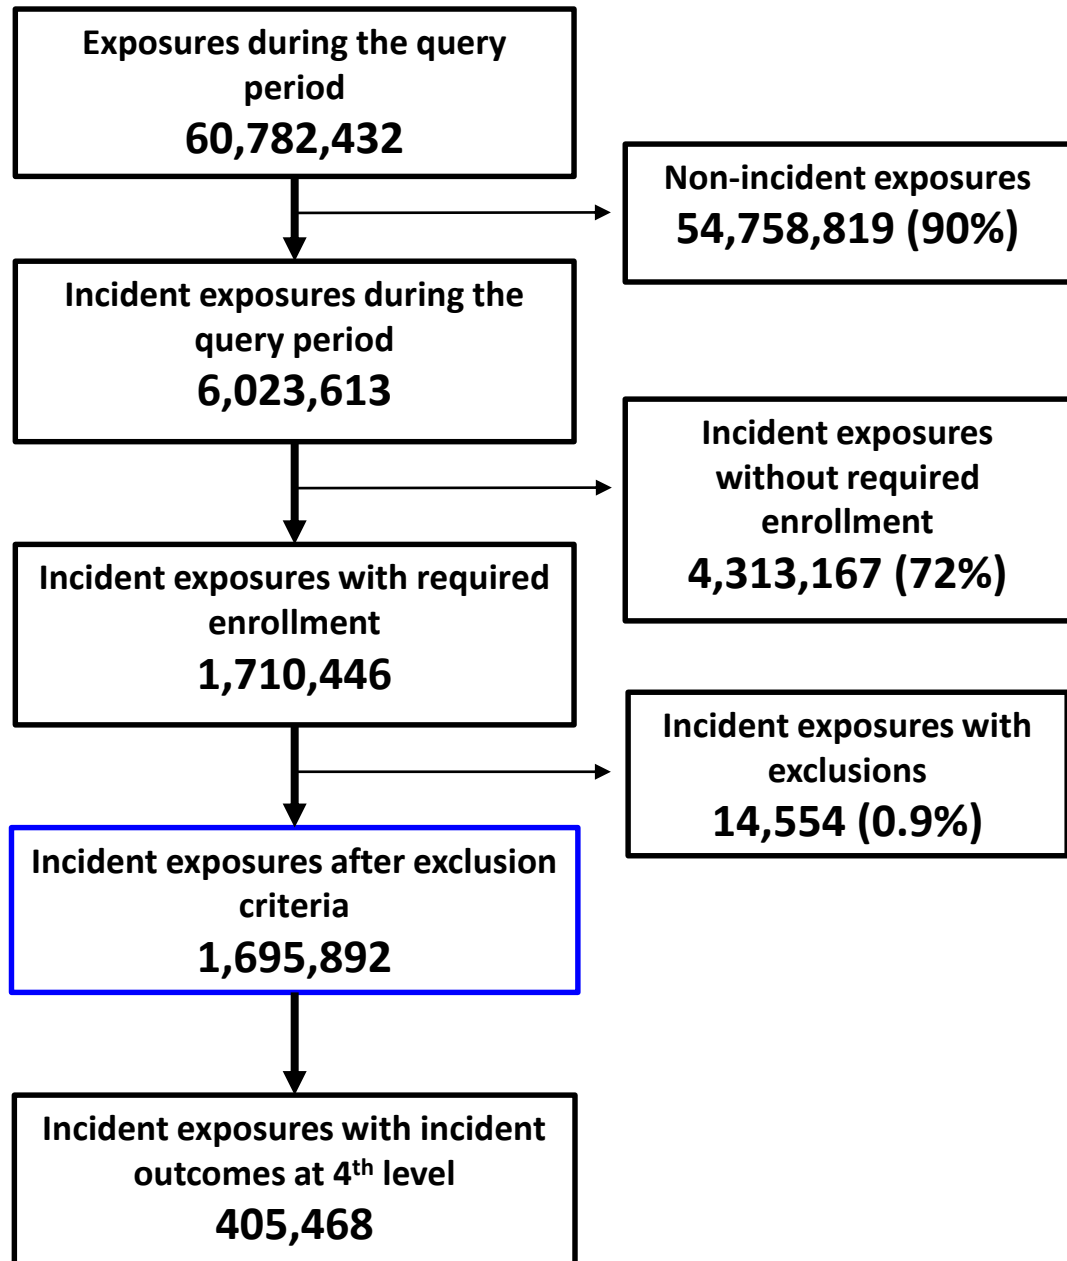 Exposures during the query
period
60,782,432
Non-incident exposures
54,758,819 (90%)
Incident exposures during the
query period
6,023,613
Incident exposures
without required
enrollment
4,313,167 (72%)
Incident exposures with required
enrollment
1,710,446
Incident exposures with
exclusions
14,554 (0.9%)
Incident exposures after exclusion
criteria
1,695,892
Incident exposures with incident
outcomes at 4th level
405,468